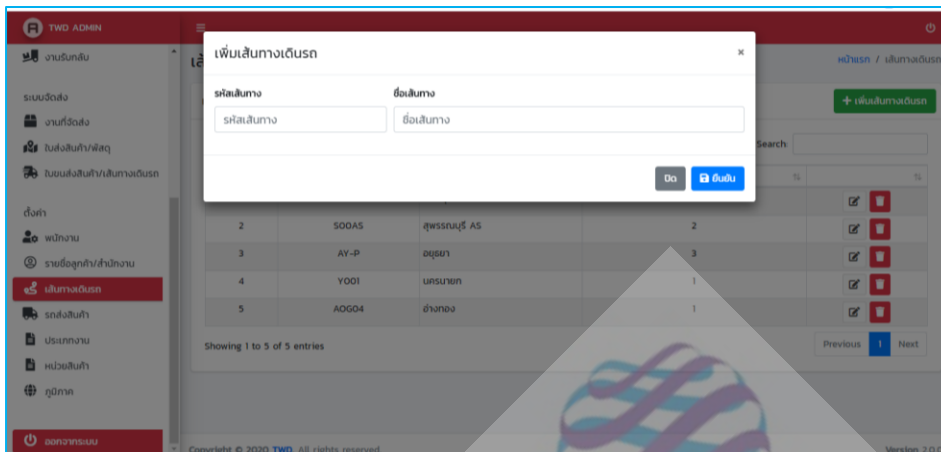 TWD ADMIN
งานรับกลับ
ระบบจัดส่ง
งานที่จัดส่ง
ใบส่งสินค้า/พัสดุ
ใบขนส่งสินค้า/เส้นทางเดินรถ
ตั้งค่า
พนักงาน
รายชื่อลูกค้า/สำนักงาน
เส้นทางเดินรถ
รถส่งสินค้า
ประเภทงาน
หน่วยสินค้า
ภูมิภาค
ออกจากระบบ
หน้าแรก / เส้นทางเดินรถ
+ เพิ่มเส้นทางเดินรถ
เพิ่มเส้นทางเดินรถ ×
รหัสเส้นทาง ชื่อเส้นทาง
รหัสเส้นทาง ชื่อเส้นทาง
ปิด ยืนยัน
Search:
2 SOOAS สุพรรณบุรี AS 2
3 AY-P อยุธยา 3
4 Y001 นครนายก 1
5 AOG04 อ่างทอง 1
Showing 1 to 5 of 5 entries
Previous 1 Next
Copyright © 2020 TWD. All rights reserved.
Version 2.0.0